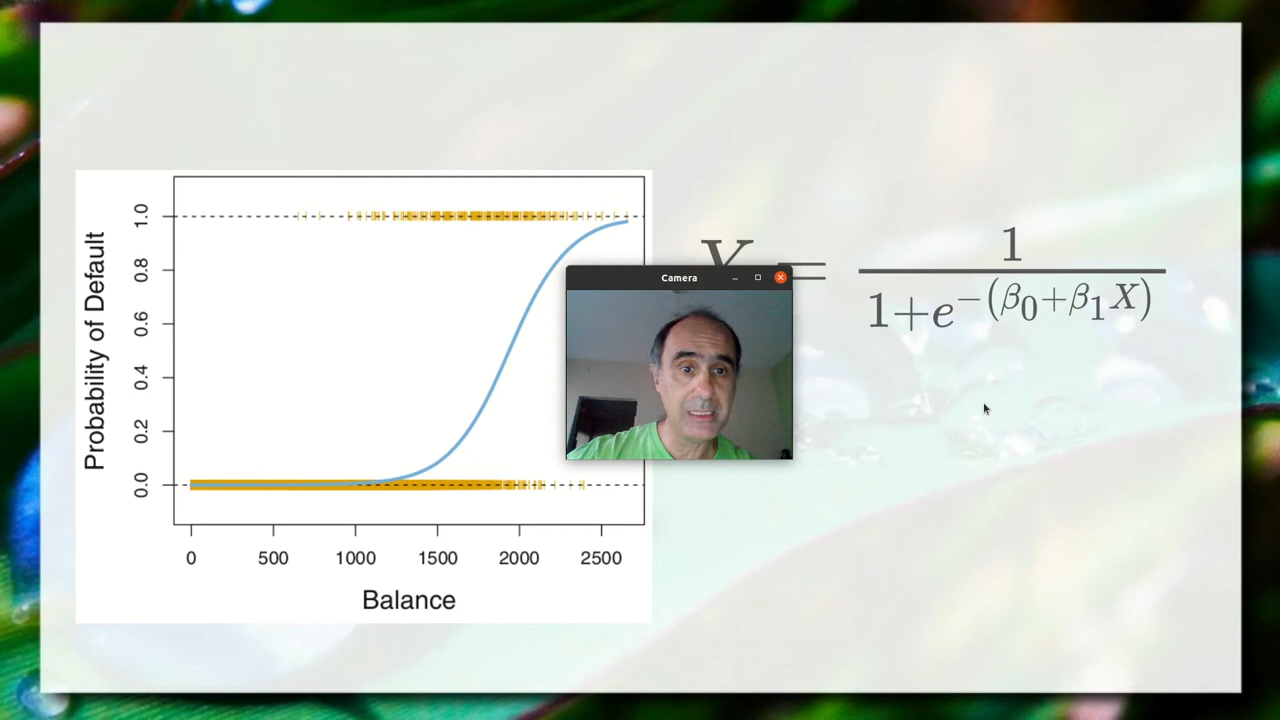 Probability of Default
1.0
0.8
0.6
0.4
0.2
0.0
0 500 1000 1500 2000 2500
Balance
Camera
Y = 1 / 1+e^−(β₀+β₁X)